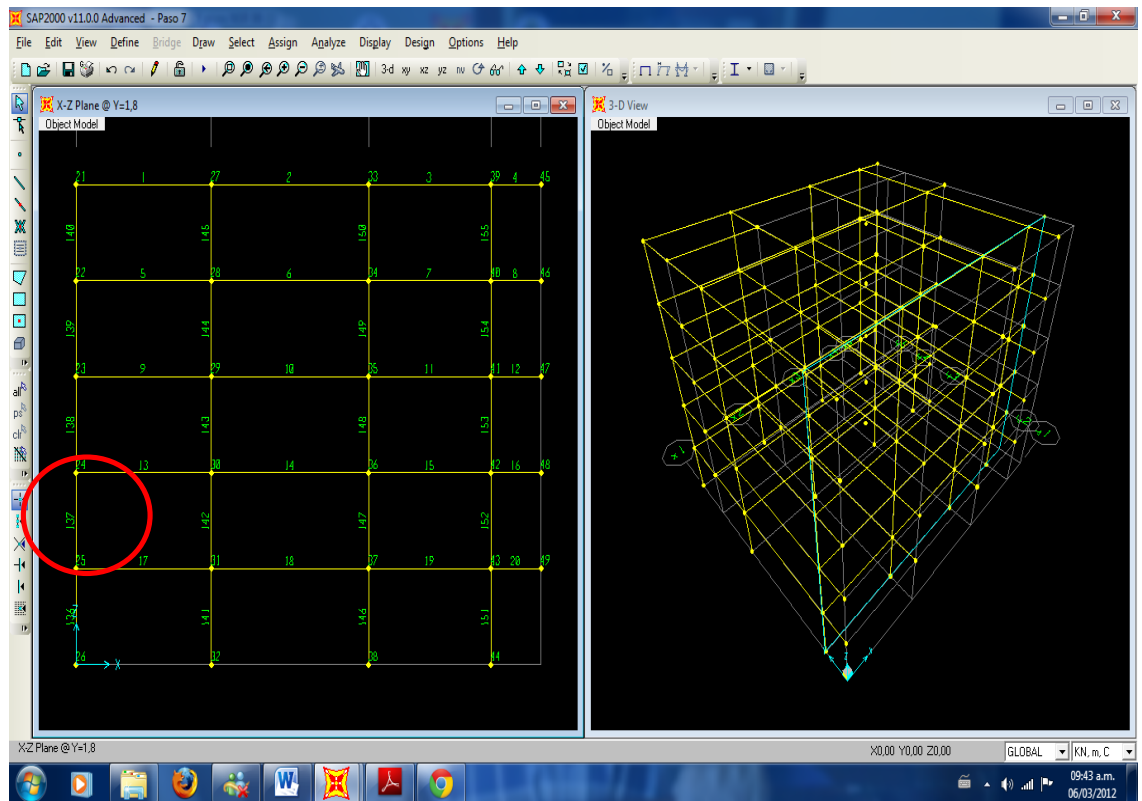 SAP2000 v11.0.0 Advanced - Paso 7
File Edit View Define Bridge Draw Select Assign Analyze Display Design Options Help
3-d xy xz yz nv
X-Z Plane @ Y=1,8
3-D View
Object Model
Object Model
21 1 27 2 33 3 39 4 45
140 145 150 155
22 5 28 6 34 7 40 8 46
139 144 149 154
23 9 29 10 35 11 41 12 47
138 143 148 153
24 13 30 14 36 15 42 16 48
137 142 147 152
25 17 31 18 37 19 43 20 49
136 141 146 151
26 X 32 38 44
all
ps
clr
X-Z Plane @ Y=1,8
X0,00 Y0,00 Z0,00
GLOBAL
KN, m, C
09:43 a.m.
06/03/2012